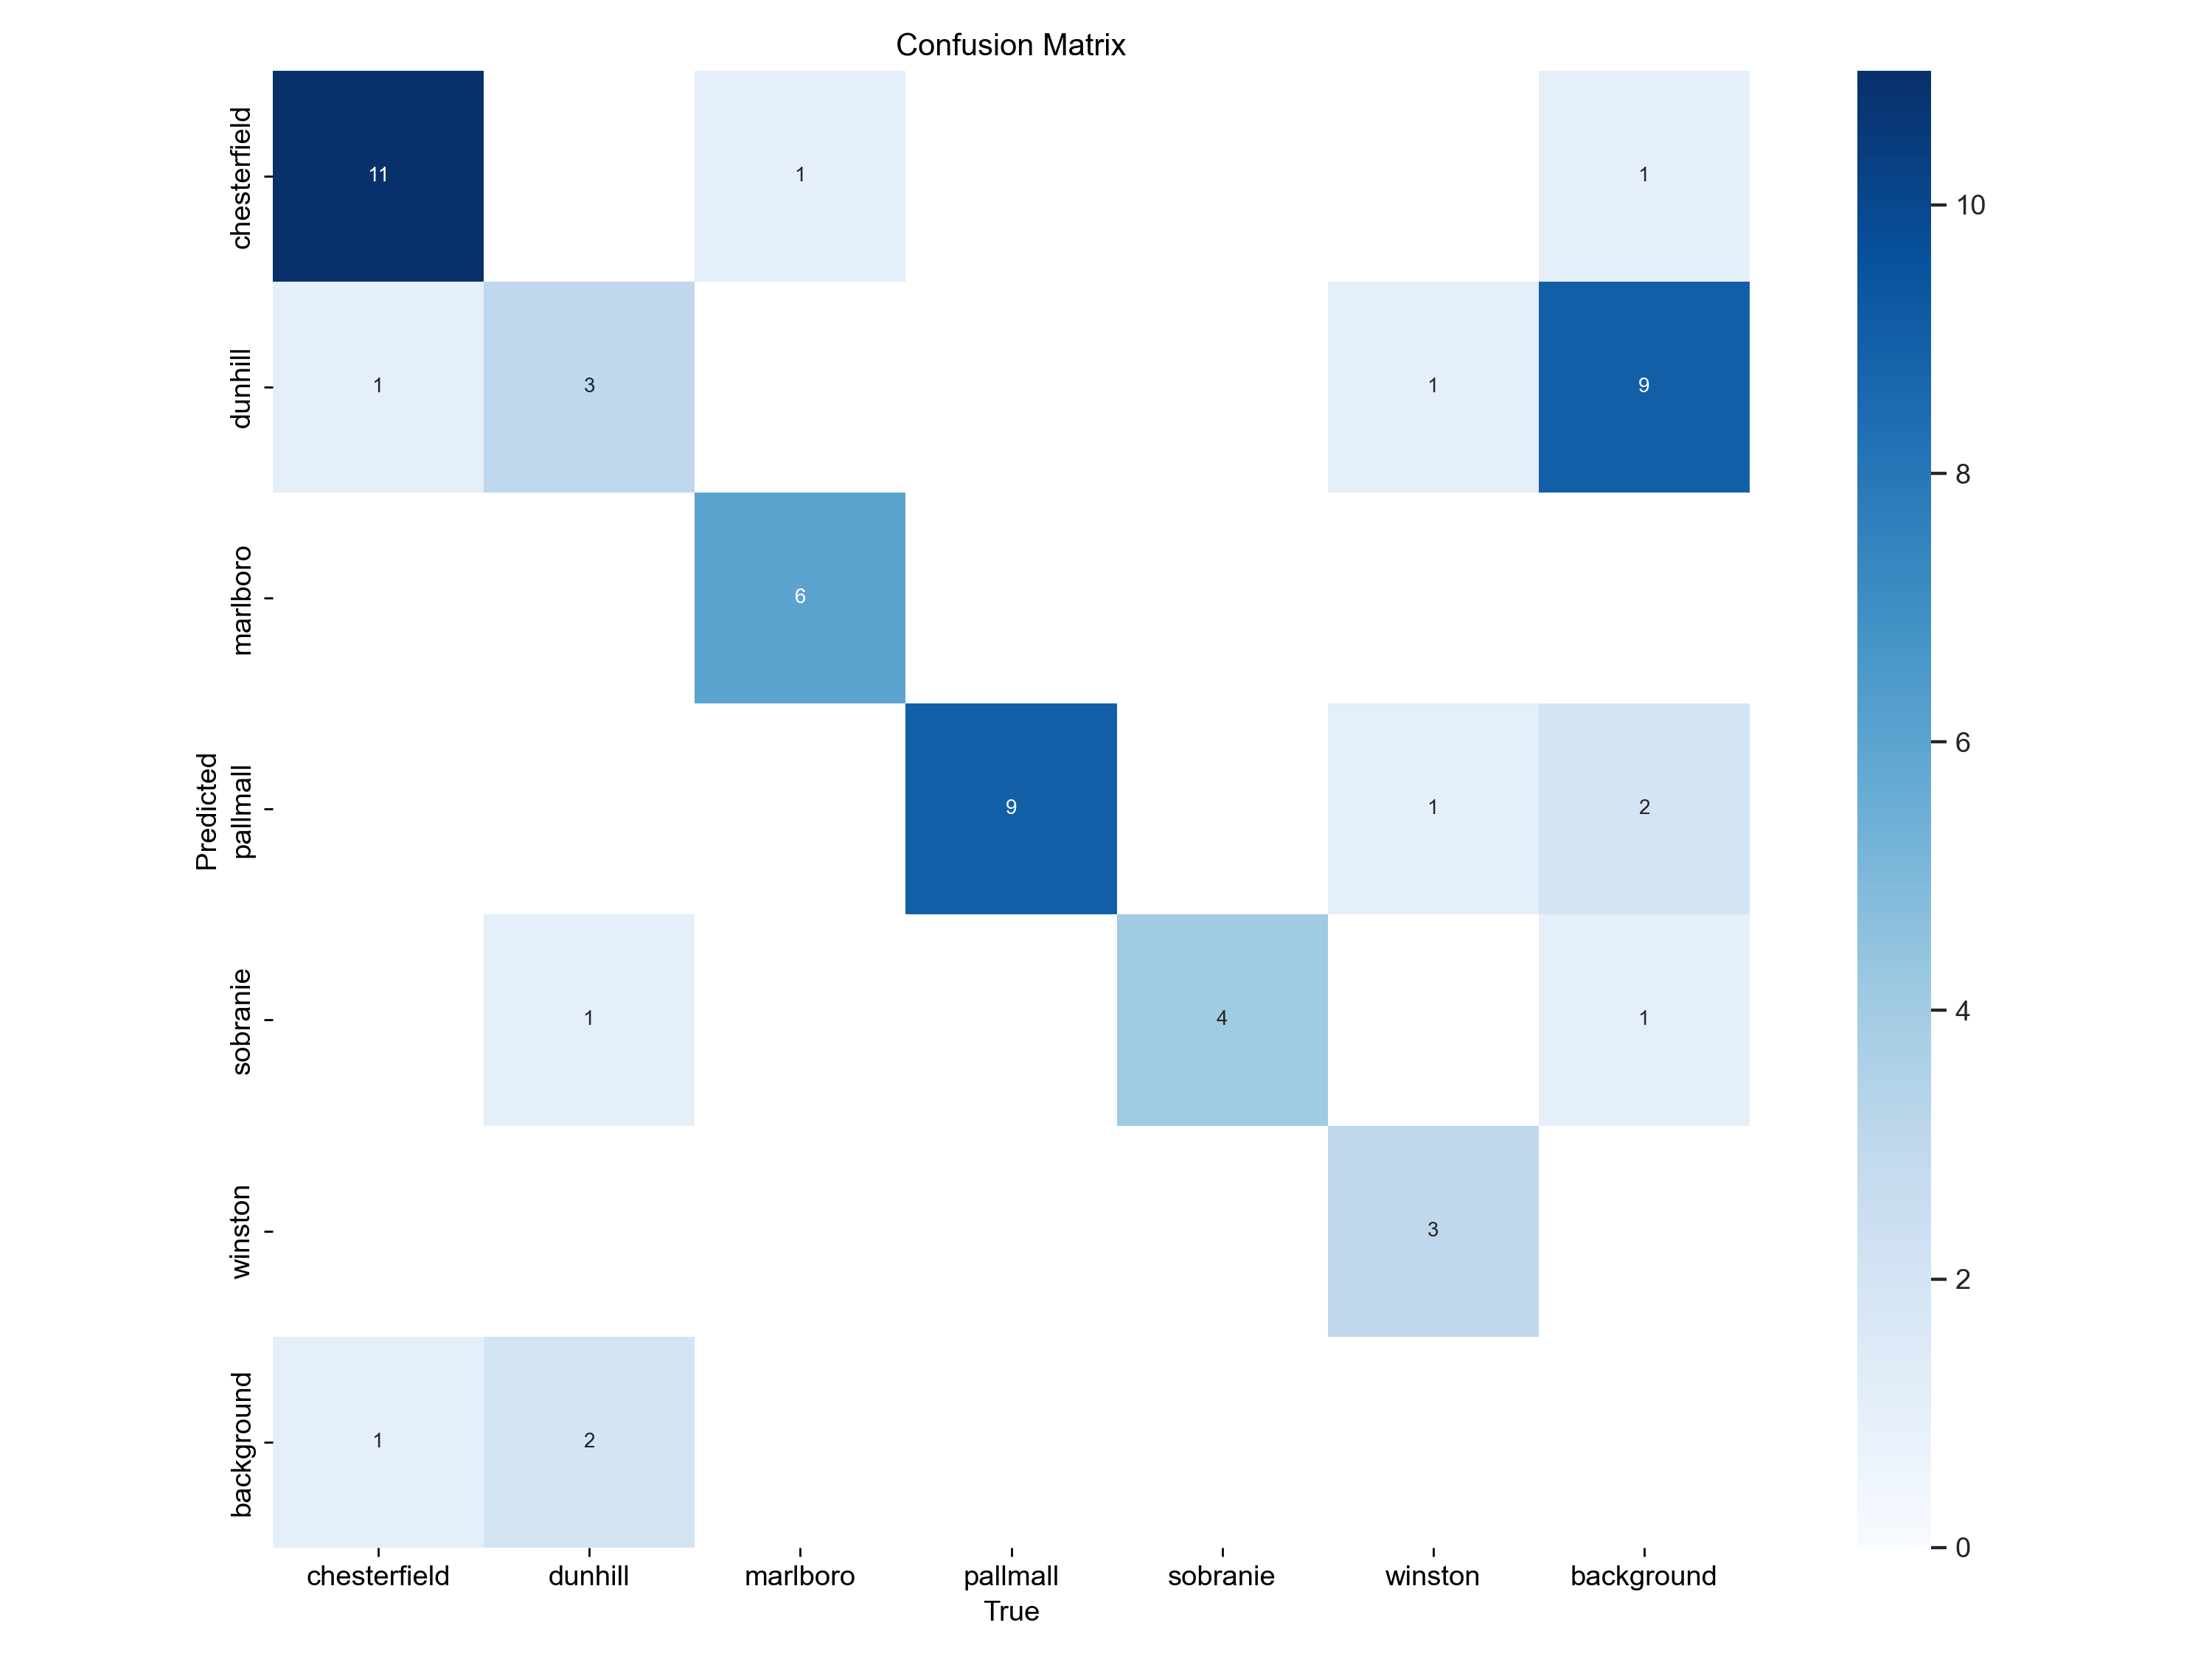 Confusion Matrix
chesterfield
11
1
1
10
dunhill
1
3
1
9
8
marlboro
6
6
Predicted
pallmall
9
1
2
sobranie
1
4
1
4
winston
3
2
background
1
2
0
chesterfield dunhill marlboro pallmall sobranie winston background
True